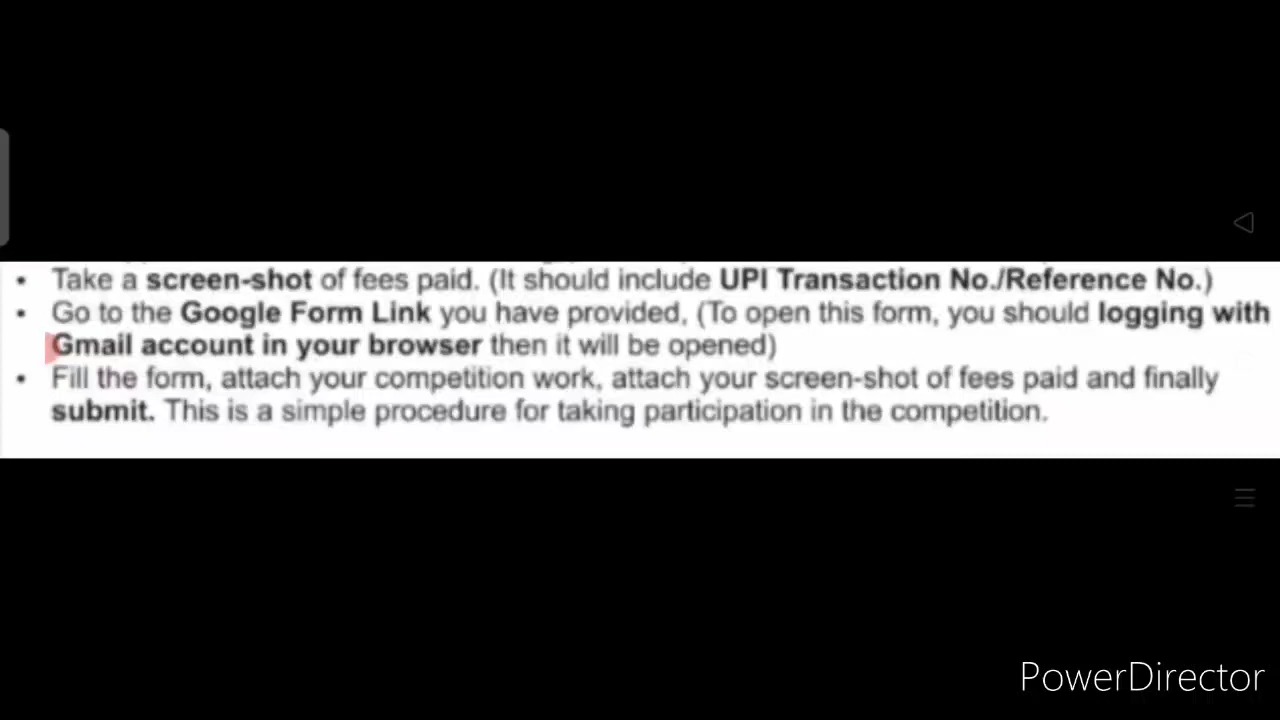 • Take a screen-shot of fees paid. (It should include UPI Transaction No./Reference No.)
• Go to the Google Form Link you have provided, (To open this form, you should logging with
Gmail account in your browser then it will be opened)
• Fill the form, attach your competition work, attach your screen-shot of fees paid and finally
submit. This is a simple procedure for taking participation in the competition.
PowerDirector